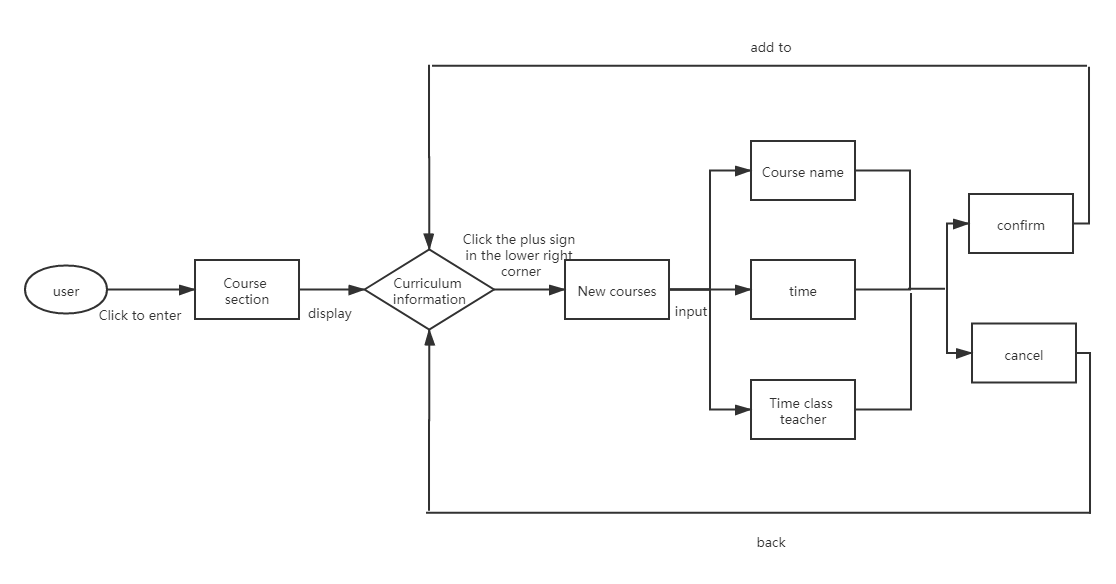 add to
Course name
confirm
Click the plus sign
in the lower right
corner
user
Click to enter
Course
section
display
Curriculum
information
New courses
input
time
cancel
Time class
teacher
back